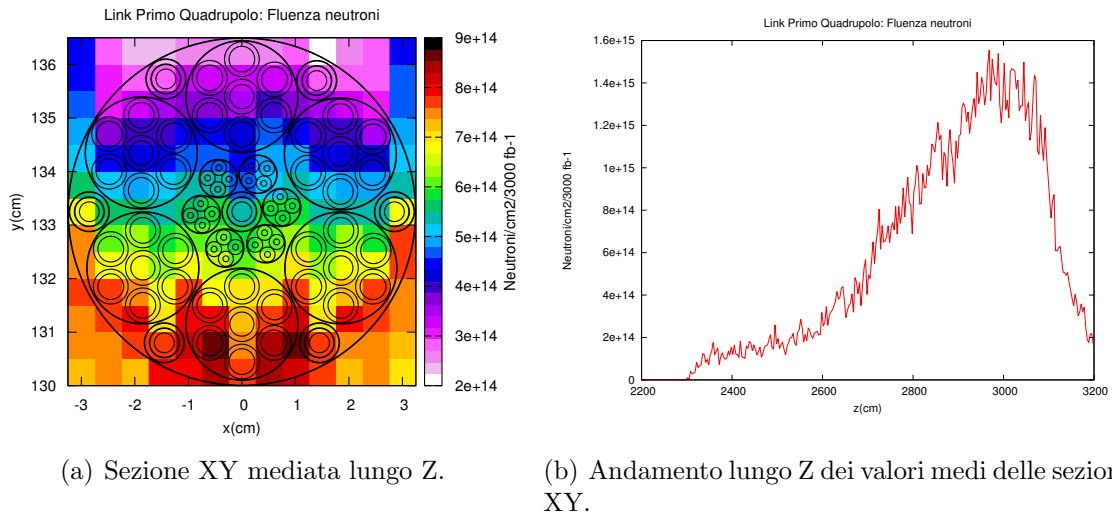 Link Primo Quadrupolo: Fluenza neutroni
136
135
134
133
132
131
130
y(cm)
-3
-2
-1
0
1
2
3
x(cm)
9e+14
8e+14
7e+14
6e+14
5e+14
4e+14
3e+14
2e+14
Neutroni/cm2/3000 fb-1
(a) Sezione XY mediata lungo Z.
Link Primo Quadrupolo: Fluenza neutroni
1.6e+15
1.4e+15
1.2e+15
1e+15
8e+14
6e+14
4e+14
2e+14
0
Neutroni/cm2/3000 fb-1
2200
2400
2600
2800
3000
3200
z(cm)
(b) Andamento lungo Z dei valori medi delle sezion
XY.